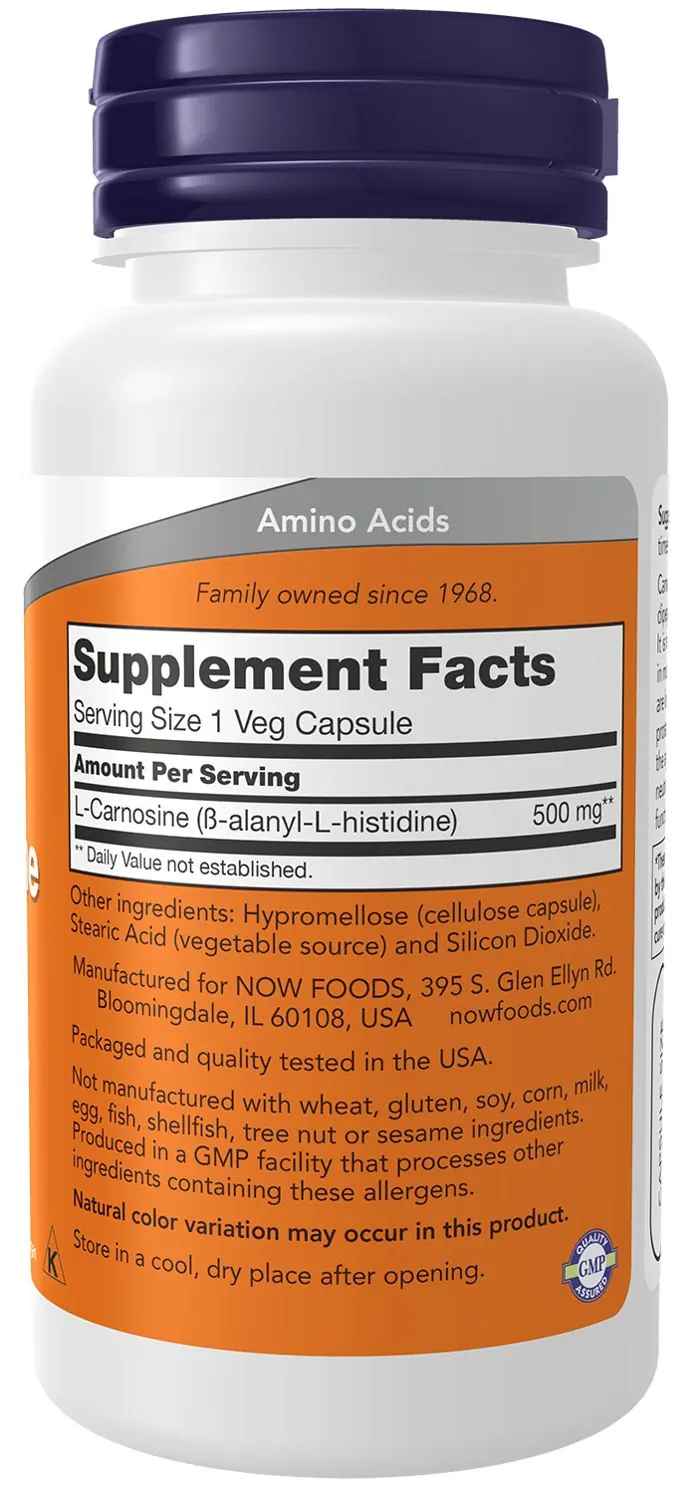 Amino Acids
Family owned since 1968.
Supplement Facts
Serving Size 1 Veg Capsule
Amount Per Serving
L-Carnosine (ß-alanyl-L-histidine) 500 mg**
** Daily Value not established.
Other ingredients: Hypromellose (cellulose capsule),
Stearic Acid (vegetable source) and Silicon Dioxide.
Manufactured for NOW FOODS, 395 S. Glen Ellyn Rd.
Bloomingdale, IL 60108, USA nowfoods.com
Packaged and quality tested in the USA.
Not manufactured with wheat, gluten, soy, corn, milk,
egg, fish, shellfish, tree nut or sesame ingredients.
Produced in a GMP facility that processes other
ingredients containing these allergens.
Natural color variation may occur in this product.
Store in a cool, dry place after opening.
K
QUALITY
GMP
ASSURED
CAPSULE SIZE